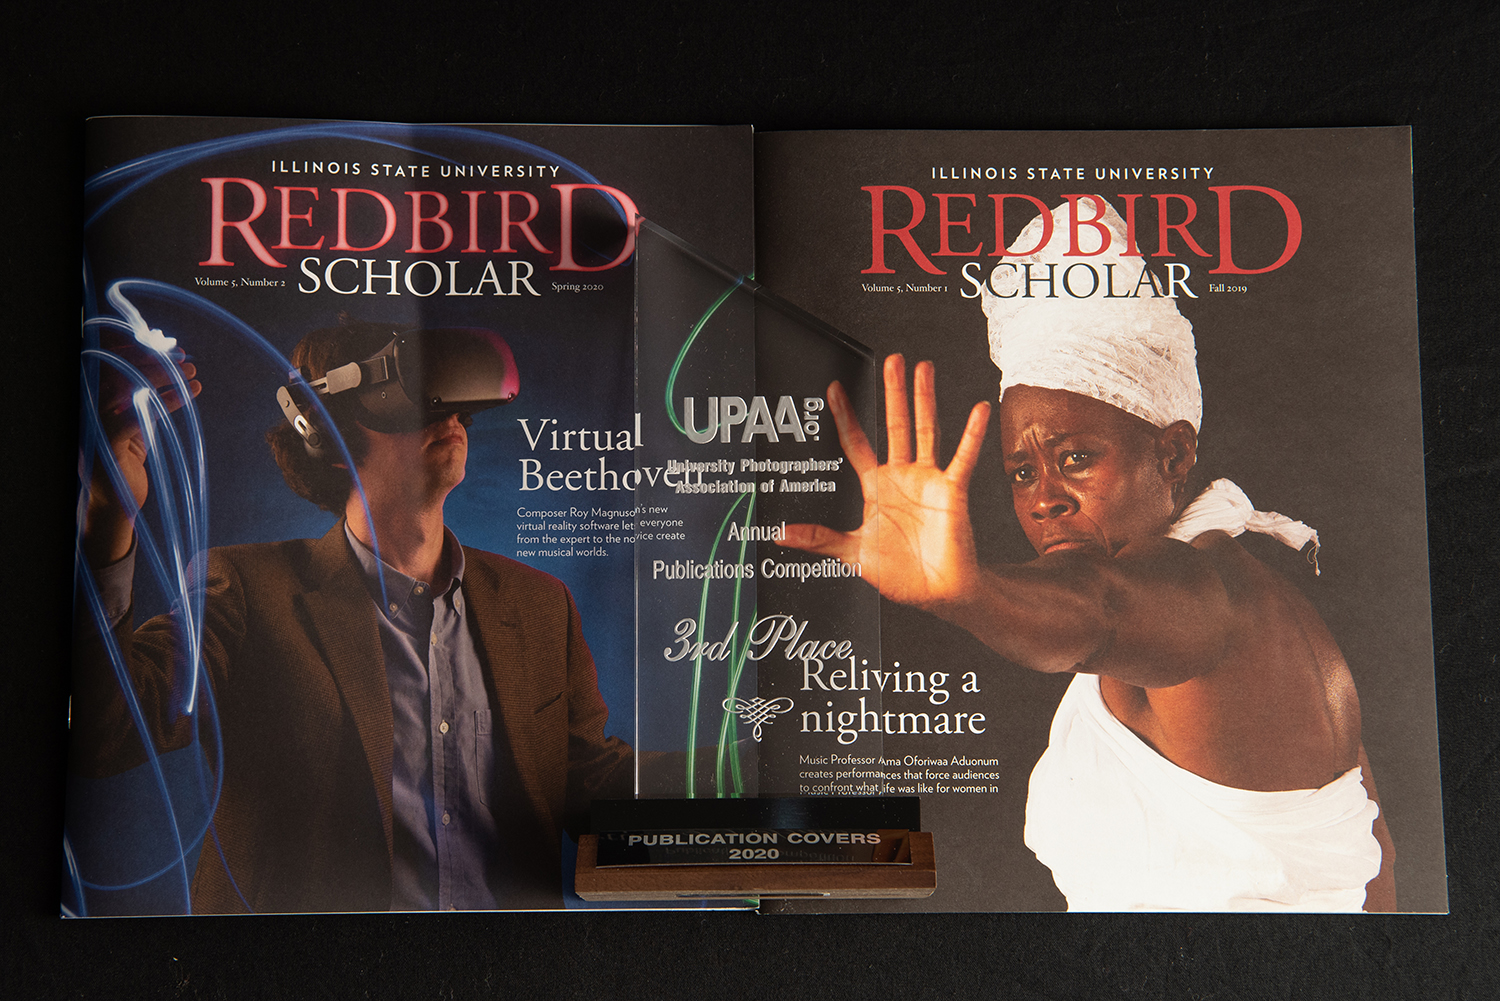 ILLINOIS STATE UNIVERSITY
REDBIRD
SCHOLAR
Volume 5, Number 2
Spring 2020
Virtual
Beethoven
Composer Roy Magnuson's new
virtual reality software lets everyone
from the expert to the novice create
new musical worlds.
UPAA.org
University Photographers'
Association of America
Annual
Publications Competition
3rd Place
PUBLICATION COVERS
2020
ILLINOIS STATE UNIVERSITY
REDBIRD
SCHOLAR
Volume 5, Number 1
Fall 2019
Reliving a
nightmare
Music Professor Ama Oforiwaa Aduonum
creates performances that force audiences
to confront what life was like for women in